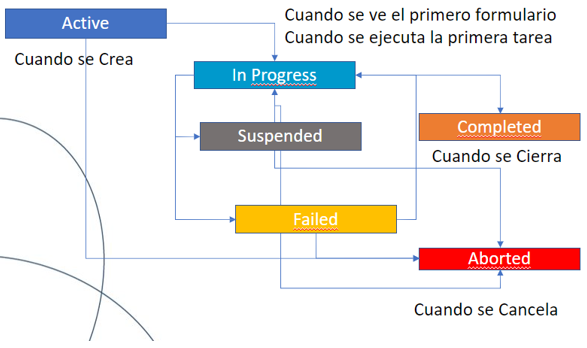 Active
Cuando se ve el primero formulario
Cuando se ejecuta la primera tarea
Cuando se Crea
In Progress
Suspended
Completed
Cuando se Cierra
Failed
Aborted
Cuando se Cancela